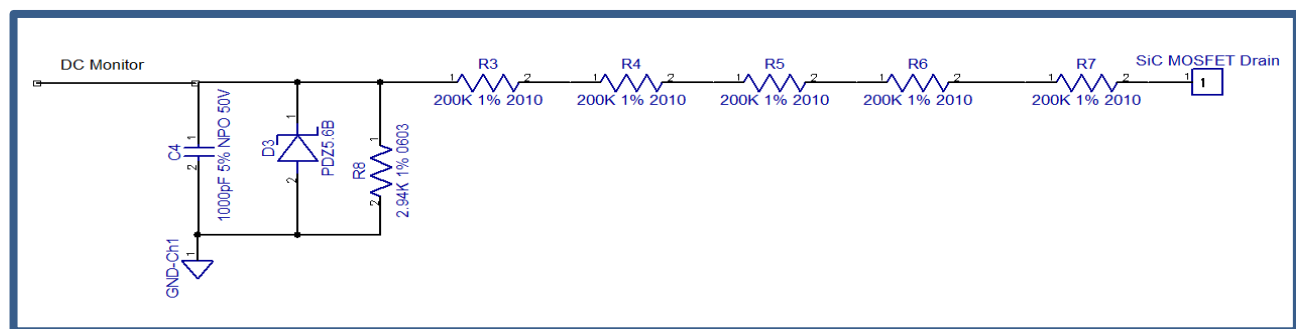 DC Monitor
R3
R4
R5
R6
R7
SiC MOSFET Drain
1 2
1 2
1 2
1 2
1 2
1
1
200K 1% 2010
200K 1% 2010
200K 1% 2010
200K 1% 2010
200K 1% 2010
C4
1
2
1000pF 5% NPO 50V
D3
1
2
PDZ5.6B
R8
1
2
2.94K 1% 0603
GND-Ch1
1